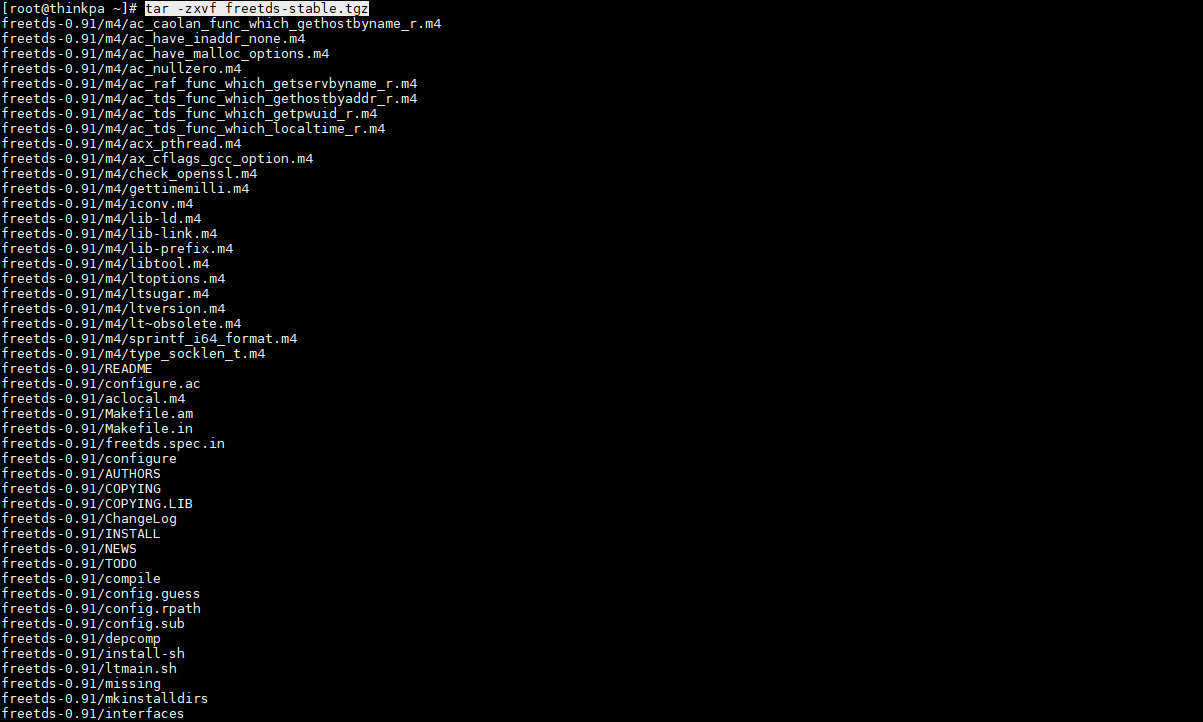 [root@thinkpa ~]# tar -zxvf freetds-stable.tgz
freetds-0.91/m4/ac_caolan_func_which_gethostbyname_r.m4
freetds-0.91/m4/ac_have_inaddr_none.m4
freetds-0.91/m4/ac_have_malloc_options.m4
freetds-0.91/m4/ac_nullzero.m4
freetds-0.91/m4/ac_raf_func_which_getservbyname_r.m4
freetds-0.91/m4/ac_tds_func_which_gethostbyaddr_r.m4
freetds-0.91/m4/ac_tds_func_which_getpwuid_r.m4
freetds-0.91/m4/ac_tds_func_which_localtime_r.m4
freetds-0.91/m4/acx_pthread.m4
freetds-0.91/m4/ax_cflags_gcc_option.m4
freetds-0.91/m4/check_openssl.m4
freetds-0.91/m4/gettimemilli.m4
freetds-0.91/m4/iconv.m4
freetds-0.91/m4/lib-ld.m4
freetds-0.91/m4/lib-link.m4
freetds-0.91/m4/lib-prefix.m4
freetds-0.91/m4/libtool.m4
freetds-0.91/m4/ltoptions.m4
freetds-0.91/m4/ltsugar.m4
freetds-0.91/m4/ltversion.m4
freetds-0.91/m4/lt~obsolete.m4
freetds-0.91/m4/sprintf_i64_format.m4
freetds-0.91/m4/type_socklen_t.m4
freetds-0.91/README
freetds-0.91/configure.ac
freetds-0.91/aclocal.m4
freetds-0.91/Makefile.am
freetds-0.91/Makefile.in
freetds-0.91/freetds.spec.in
freetds-0.91/configure
freetds-0.91/AUTHORS
freetds-0.91/COPYING
freetds-0.91/COPYING.LIB
freetds-0.91/ChangeLog
freetds-0.91/INSTALL
freetds-0.91/NEWS
freetds-0.91/TODO
freetds-0.91/compile
freetds-0.91/config.guess
freetds-0.91/config.rpath
freetds-0.91/config.sub
freetds-0.91/depcomp
freetds-0.91/install-sh
freetds-0.91/ltmain.sh
freetds-0.91/missing
freetds-0.91/mkinstalldirs
freetds-0.91/interfaces